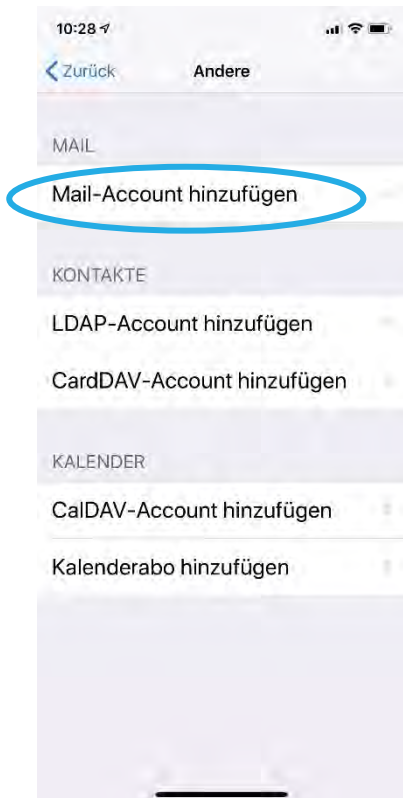 10:28
Zurück Andere
MAIL
Mail-Account hinzufügen
KONTAKTE
LDAP-Account hinzufügen
CardDAV-Account hinzufügen
KALENDER
CalDAV-Account hinzufügen
Kalenderabo hinzufügen